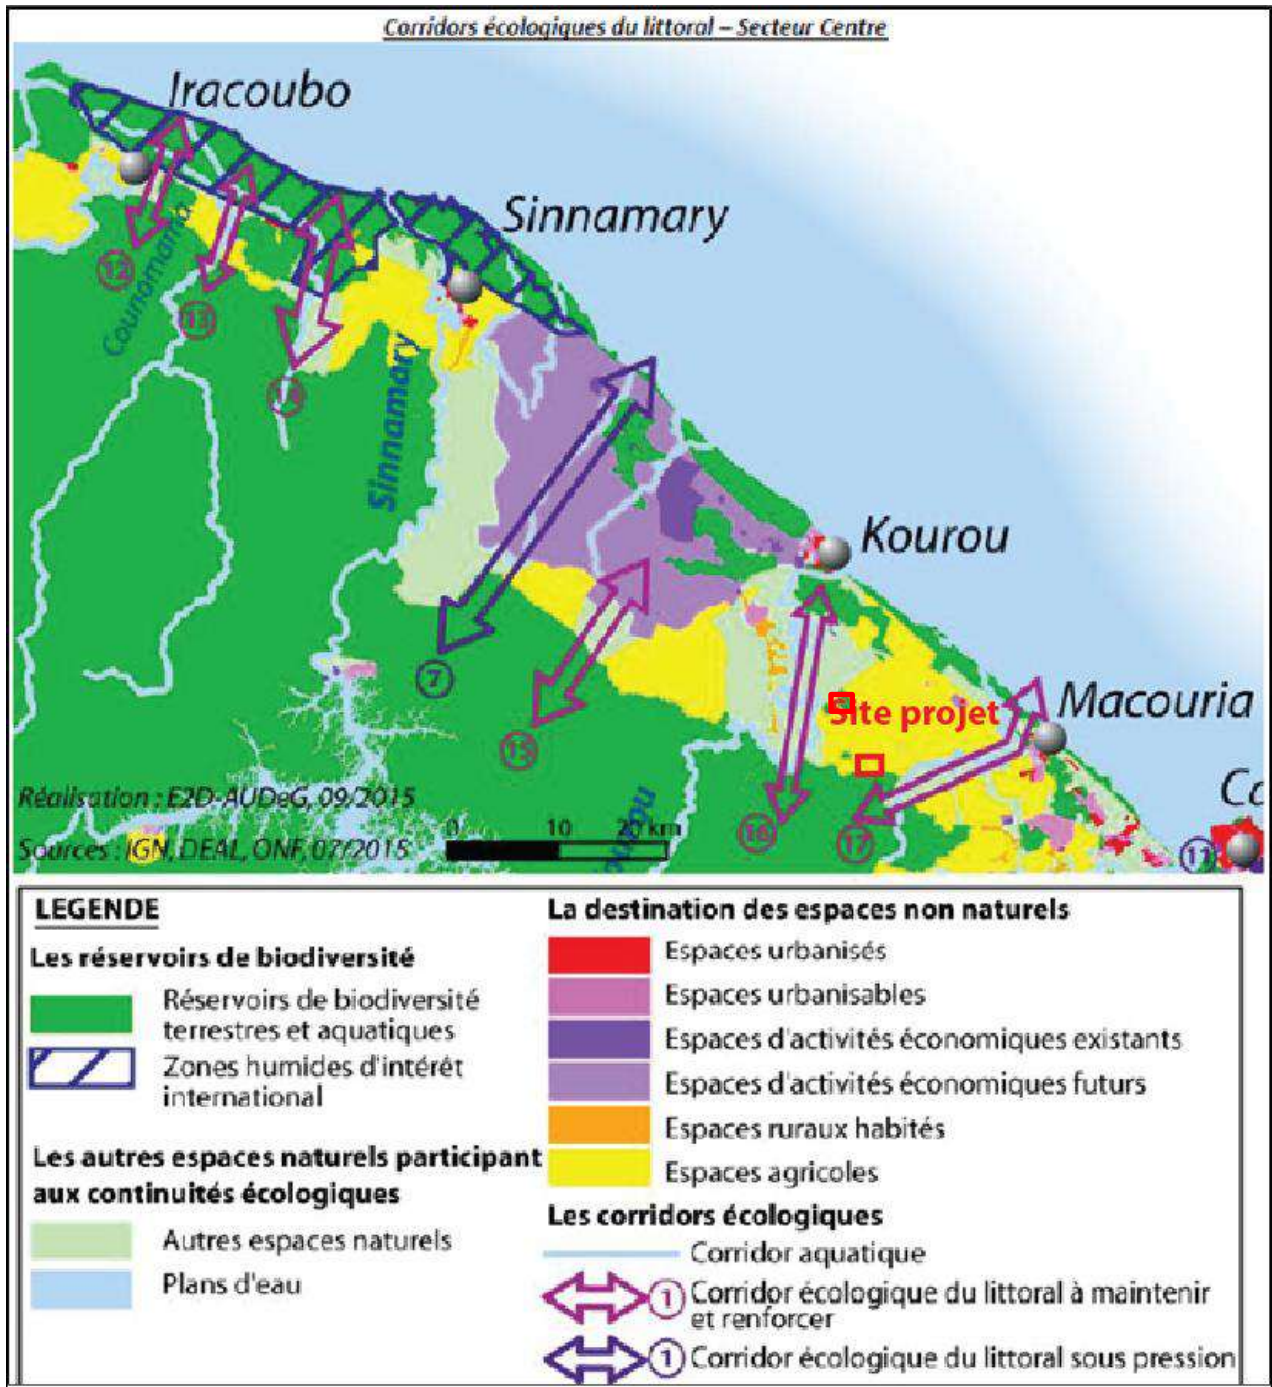 Corridors écologiques du littoral – Secteur Centre
Iracoubo
Sinnamary
Counomama
12
13
14
Sinnamary
Kourou
7
15
Site projet
Macouria
16
17
11
Réalisation : E2D-AUDeG, 09/2015
Sources : IGN, DEAL, ONF, 07/2015
0 10 20 km
LEGENDE
Les réservoirs de biodiversité
Réservoirs de biodiversité
terrestres et aquatiques
Zones humides d'intérêt
international
Les autres espaces naturels participant
aux continuités écologiques
Autres espaces naturels
Plans d'eau
La destination des espaces non naturels
Espaces urbanisés
Espaces urbanisables
Espaces d'activités économiques existants
Espaces d'activités économiques futurs
Espaces ruraux habités
Espaces agricoles
Les corridors écologiques
Corridor aquatique
1 Corridor écologique du littoral à maintenir
et renforcer
1 Corridor écologique du littoral sous pression